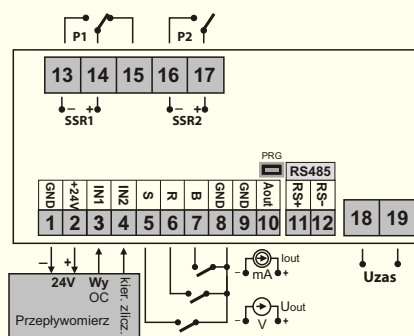 P1 P2
13 14 15 16 17
– + – +
SSR1 SSR2
PRG RS485
GND +24V IN1 IN2 S R B GND GND Aout RS+ RS-
1 2 3 4 5 6 7 8 9 10 11 12
18 19
– + Iout
- mA +
24V Wy kier. zlicz.
OC
Uzas
Przepływomierz
Uout
- V +